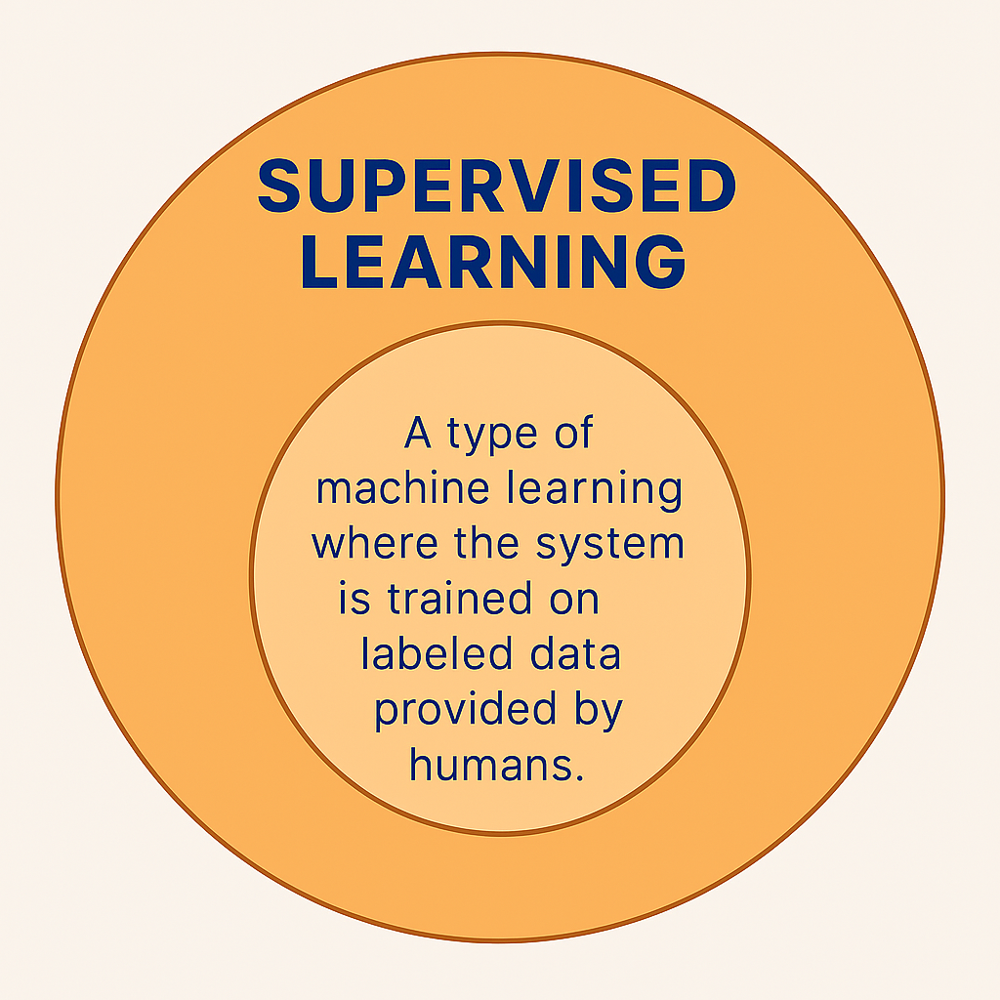 SUPERVISED
LEARNING
A type of
machine learning
where the system
is trained on
labeled data
provided by
humans.